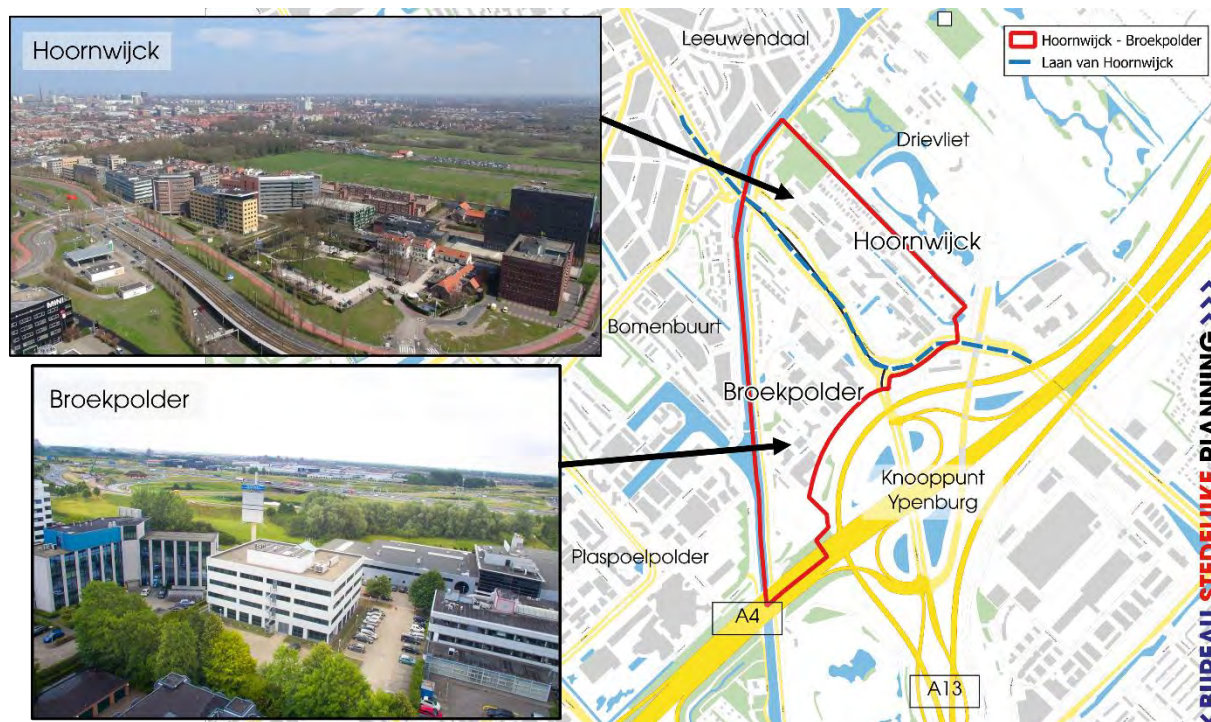 Hoornwijck
MINI
Broekpolder
Leeuwendaal
Hoornwijck - Broekpolder
Laan van Hoornwijck
Drievliet
Hoornwijck
Bomenbuurt
Broekpolder
Knooppunt
Ypenburg
Plaspoelpolder
A4
A13
BUREAU STEDELIJKE PLANNING >>>